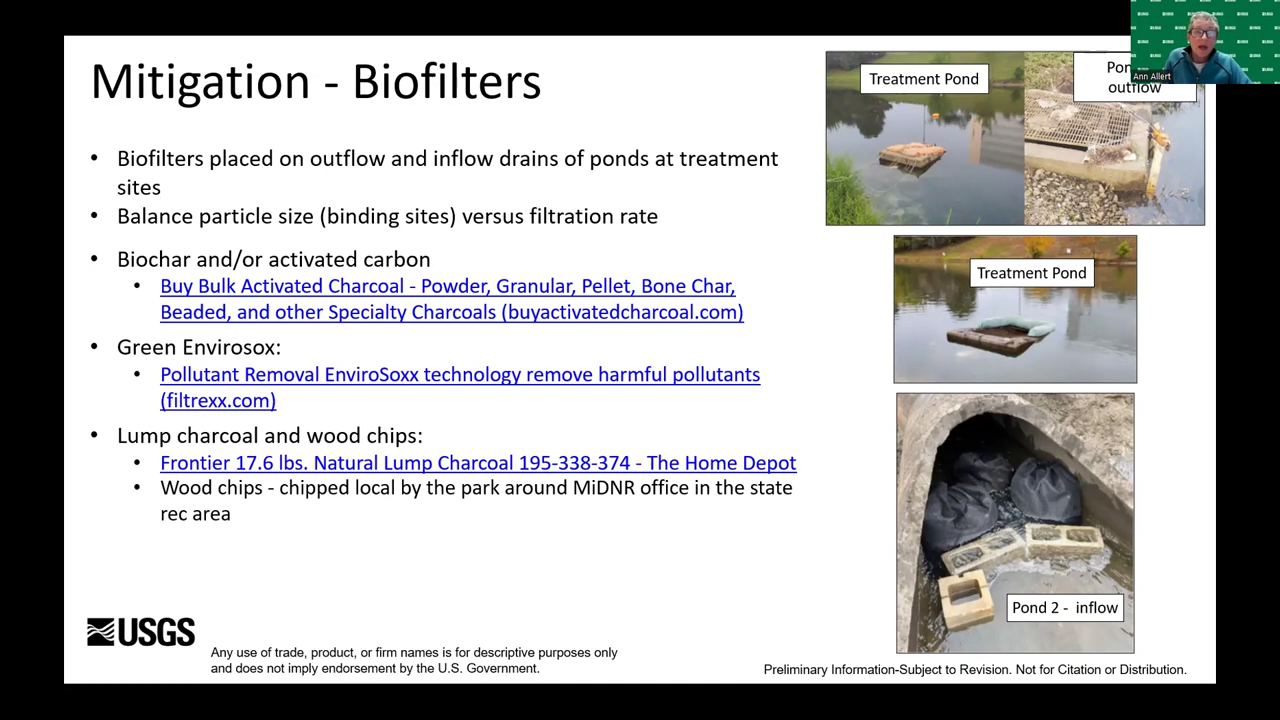 Mitigation - Biofilters
• Biofilters placed on outflow and inflow drains of ponds at treatment
sites
• Balance particle size (binding sites) versus filtration rate
• Biochar and/or activated carbon
• Buy Bulk Activated Charcoal - Powder, Granular, Pellet, Bone Char,
Beaded, and other Specialty Charcoals (buyactivatedcharcoal.com)
• Green Envirosox:
• Pollutant Removal EnviroSoxx technology remove harmful pollutants
(filtrexx.com)
• Lump charcoal and wood chips:
• Frontier 17.6 lbs. Natural Lump Charcoal 195-338-374 - The Home Depot
• Wood chips - chipped local by the park around MiDNR office in the state
rec area
Treatment Pond
outflow
Ann Allert
Treatment Pond
Pond 2 - inflow
USGS
Any use of trade, product, or firm names is for descriptive purposes only
and does not imply endorsement by the U.S. Government.
Preliminary Information-Subject to Revision. Not for Citation or Distribution.